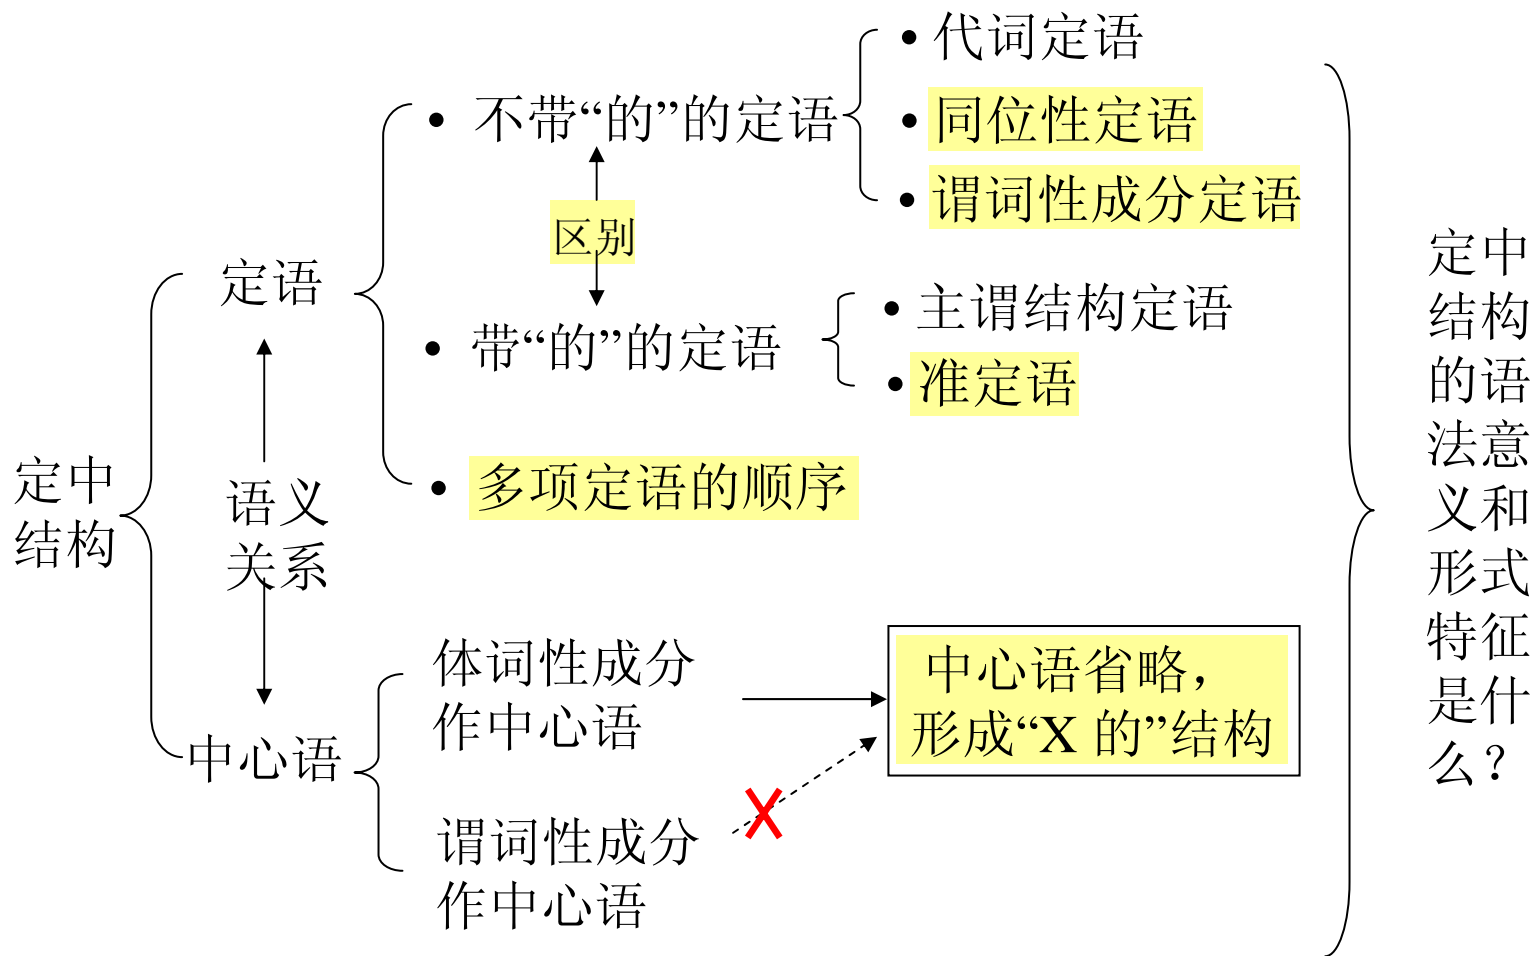 定中
结构
定语
语义
关系
中心语
• 不带“的”的定语
区别
• 带“的”的定语
• 多项定语的顺序
• 代词定语
• 同位性定语
• 谓词性成分定语
• 主谓结构定语
• 准定语
体词性成分
作中心语
谓词性成分
作中心语
中心语省略，
形成“X 的”结构
定中
结构
的语
法意
义和
形式
特征
是什
么？